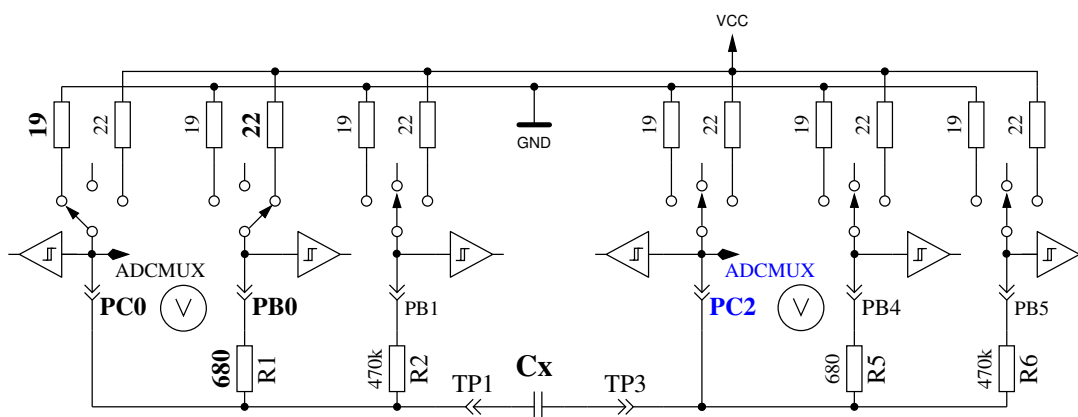 VCC
19
22
19
22
19
22
GND
19
22
19
22
19
22
ADCMUX
PC0
V
PB0
PB1
ADCMUX
PC2
V
PB4
PB5
680
R1
470k
R2
TP1
Cx
TP3
680
R5
470k
R6